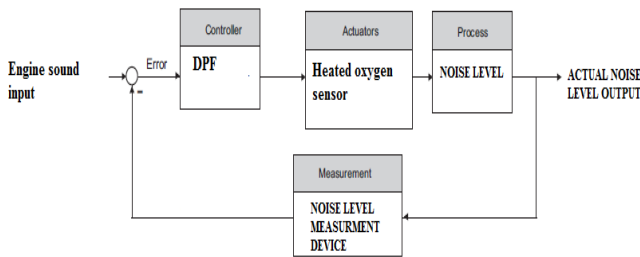 Controller
Actuators
Process
Engine sound
input
Error
DPF
Heated oxygen
sensor
NOISE LEVEL
ACTUAL NOISE
LEVEL OUTPUT
-
Measurement
NOISE LEVEL
MEASURMENT
DEVICE